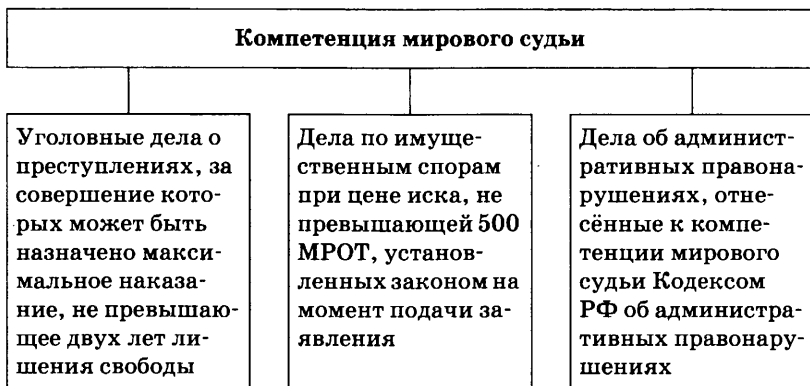 Компетенция мирового судьи
Уголовные дела о
преступлениях, за
совершение кото-
рых может быть
назначено макси-
мальное наказа-
ние, не превышаю-
щее двух лет ли-
шения свободы
Дела по имуще-
ственным спорам
при цене иска, не
превышающей 500
МРОТ, установ-
ленных законом на
момент подачи за-
явления
Дела об админист-
ративных правона-
рушениях, отне-
сённые к компе-
тенции мирового
судьи Кодексом
РФ об администра-
тивных правонару-
шениях